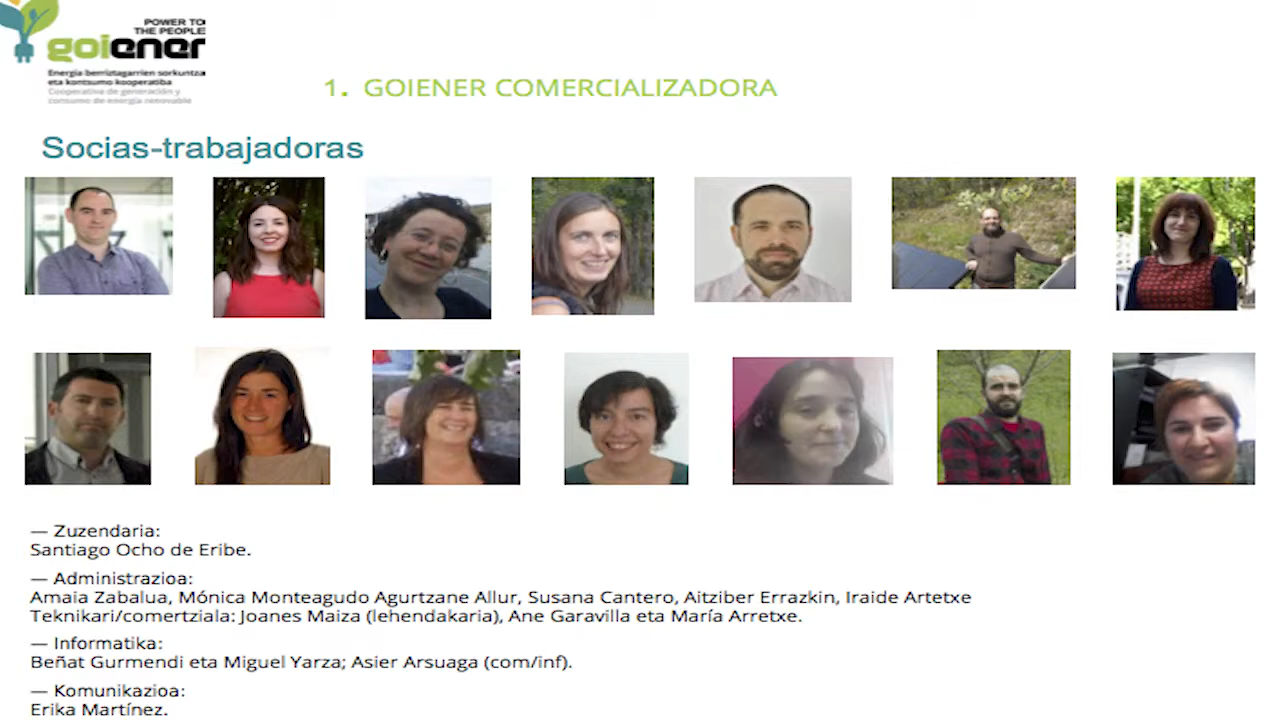 POWER TO
THE PEOPLE
goiener
Energia berriztagarrien sorkuntza
eta kontsumo kooperatiba
Cooperativa de generación y
consumo de energía renovable
1. GOIENER COMERCIALIZADORA
Socias-trabajadoras
— Zuzendaria:
Santiago Ocho de Eribe.
— Administrazioa:
Amaia Zabalua, Mónica Monteagudo Agurtzane Allur, Susana Cantero, Aitziber Errazkin, Iraide Artetxe
Teknikari/comertziala: Joanes Maiza (lehendakaria), Ane Garavilla eta María Arretxe.
— Informatika:
Beñat Gurmendi eta Miguel Yarza; Asier Arsuaga (com/inf).
— Komunikazioa:
Erika Martínez.